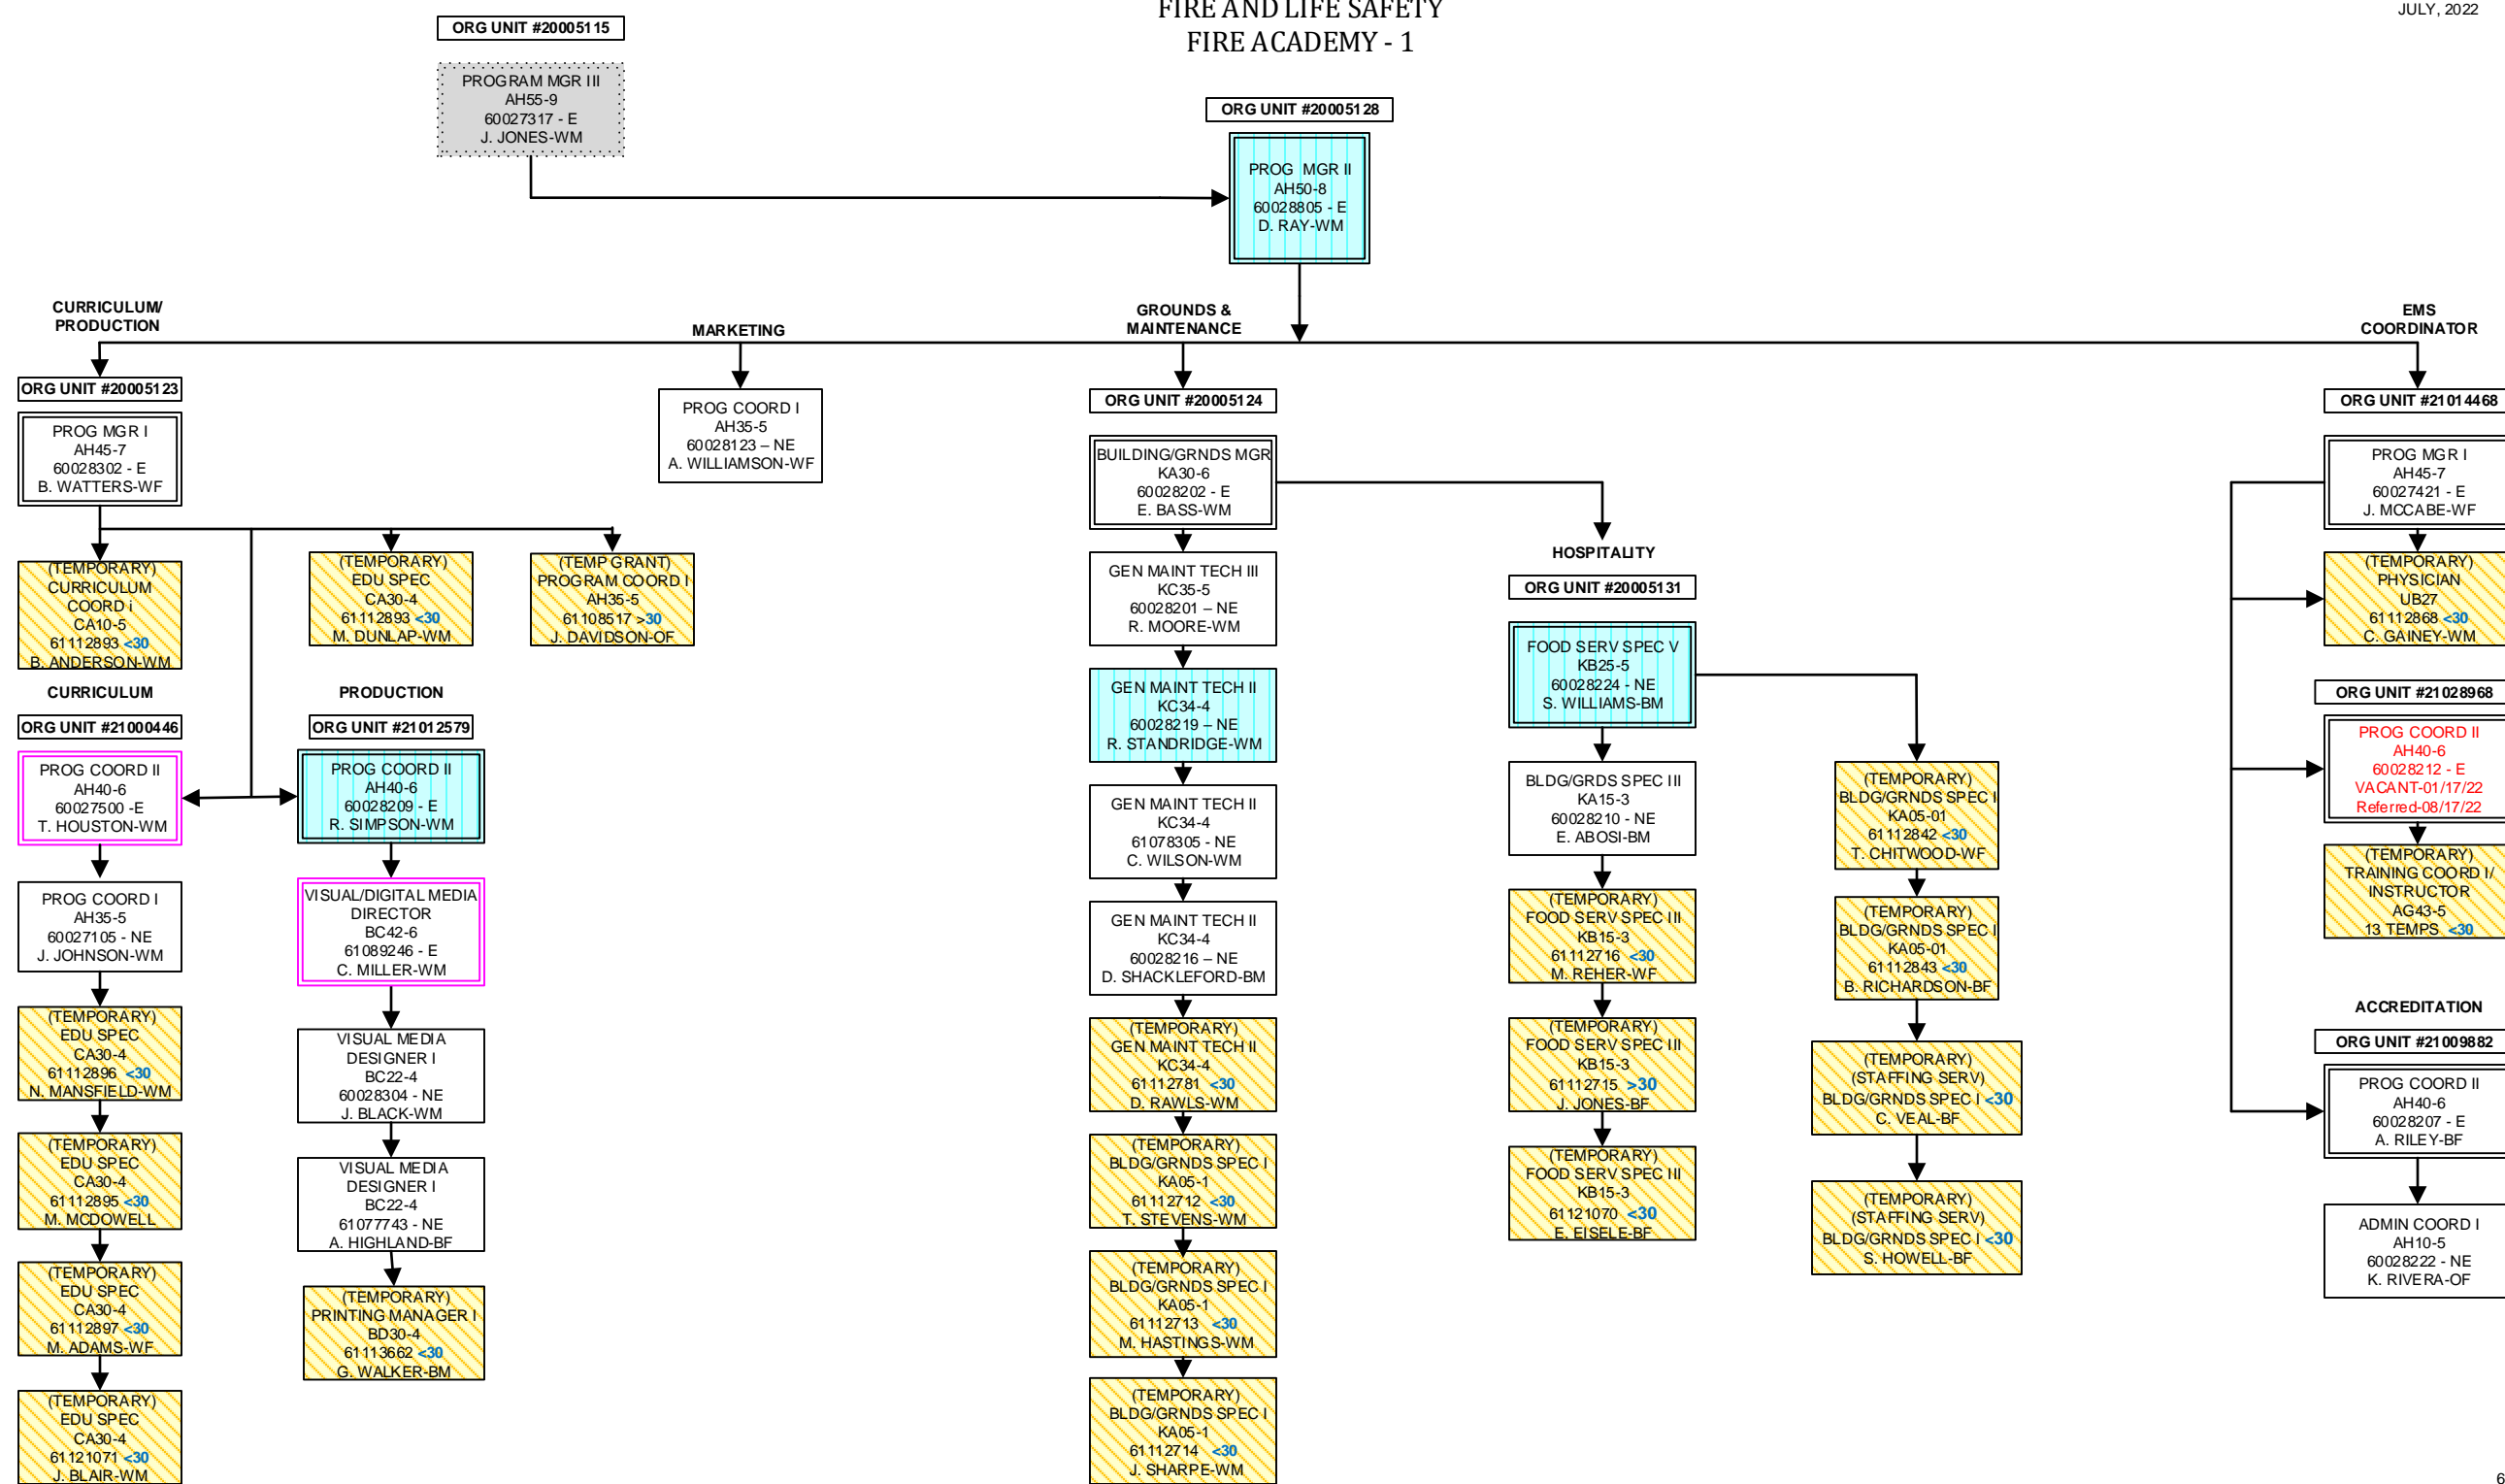 FIRE AND LIFE SAFETY
FIRE ACADEMY - 1
JULY, 2022
ORG UNIT #20005115
PROGRAM MGR III
AH55-9
60027317 - E
J. JONES-WM
ORG UNIT #20005128
PROG MGR II
AH50-8
60028805 - E
D. RAY-WM
CURRICULUM/
PRODUCTION
MARKETING
GROUNDS &
MAINTENANCE
EMS
COORDINATOR
ORG UNIT #20005123
PROG MGR I
AH45-7
60028302 - E
B. WATTERS-WF
(TEMPORARY)
CURRICULUM
COORD i
CA10-5
61112893 <30
B. ANDERSON-WM
(TEMPORARY)
EDU SPEC
CA30-4
61112893 <30
M. DUNLAP-WM
(TEMP GRANT)
PROGRAM COORD I
AH35-5
61108517 >30
J. DAVIDSON-OF
CURRICULUM
ORG UNIT #21000446
PROG COORD II
AH40-6
60027500 -E
T. HOUSTON-WM
PROG COORD I
AH35-5
60027105 - NE
J. JOHNSON-WM
(TEMPORARY)
EDU SPEC
CA30-4
61112896 <30
N. MANSFIELD-WM
(TEMPORARY)
EDU SPEC
CA30-4
61112895 <30
M. MCDOWELL
(TEMPORARY)
EDU SPEC
CA30-4
61112897 <30
M. ADAMS-WF
(TEMPORARY)
EDU SPEC
CA30-4
61121071 <30
J. BLAIR-WM
PRODUCTION
ORG UNIT #21012579
PROG COORD II
AH40-6
60028209 - E
R. SIMPSON-WM
VISUAL/DIGITAL MEDIA
DIRECTOR
BC42-6
61089246 - E
C. MILLER-WM
VISUAL MEDIA
DESIGNER I
BC22-4
60028304 - NE
J. BLACK-WM
VISUAL MEDIA
DESIGNER I
BC22-4
61077743 - NE
A. HIGHLAND-BF
(TEMPORARY)
PRINTING MANAGER I
BD30-4
61113662 <30
G. WALKER-BM
PROG COORD I
AH35-5
60028123 – NE
A. WILLIAMSON-WF
ORG UNIT #20005124
BUILDING/GRNDS MGR
KA30-6
60028202 - E
E. BASS-WM
GEN MAINT TECH III
KC35-5
60028201 – NE
R. MOORE-WM
GEN MAINT TECH II
KC34-4
60028219 – NE
R. STANDRIDGE-WM
GEN MAINT TECH II
KC34-4
61078305 - NE
C. WILSON-WM
GEN MAINT TECH II
KC34-4
60028216 – NE
D. SHACKLEFORD-BM
(TEMPORARY)
GEN MAINT TECH II
KC34-4
61112781 <30
D. RAWLS-WM
(TEMPORARY)
BLDG/GRNDS SPEC I
KA05-1
61112712 <30
T. STEVENS-WM
(TEMPORARY)
BLDG/GRNDS SPEC I
KA05-1
61112713 <30
M. HASTINGS-WM
(TEMPORARY)
BLDG/GRNDS SPEC I
KA05-1
61112714 <30
J. SHARPE-WM
HOSPITALITY
ORG UNIT #20005131
FOOD SERV SPEC V
KB25-5
60028224 - NE
S. WILLIAMS-BM
BLDG/GRDS SPEC III
KA15-3
60028210 - NE
E. ABOSI-BM
(TEMPORARY)
FOOD SERV SPEC III
KB15-3
61112716 <30
M. REHER-WF
(TEMPORARY)
FOOD SERV SPEC III
KB15-3
61112715 >30
J. JONES-BF
(TEMPORARY)
FOOD SERV SPEC III
KB15-3
61121070 <30
E. EISELE-BF
(TEMPORARY)
BLDG/GRNDS SPEC I
KA05-01
61112842 <30
T. CHITWOOD-WF
(TEMPORARY)
BLDG/GRNDS SPEC I
KA05-01
61112843 <30
B. RICHARDSON-BF
(TEMPORARY)
(STAFFING SERV)
BLDG/GRNDS SPEC I <30
C. VEAL-BF
(TEMPORARY)
(STAFFING SERV)
BLDG/GRNDS SPEC I <30
S. HOWELL-BF
ORG UNIT #21014468
PROG MGR I
AH45-7
60027421 - E
J. MCCABE-WF
(TEMPORARY)
PHYSICIAN
UB27
61112868 <30
C. GAINEY-WM
ORG UNIT #21028968
PROG COORD II
AH40-6
60028212 - E
VACANT-01/17/22
Referred-08/17/22
(TEMPORARY)
TRAINING COORD I/
INSTRUCTOR
AG43-5
13 TEMPS <30
ACCREDITATION
ORG UNIT #21009882
PROG COORD II
AH40-6
60028207 - E
A. RILEY-BF
ADMIN COORD I
AH10-5
60028222 - NE
K. RIVERA-OF
6